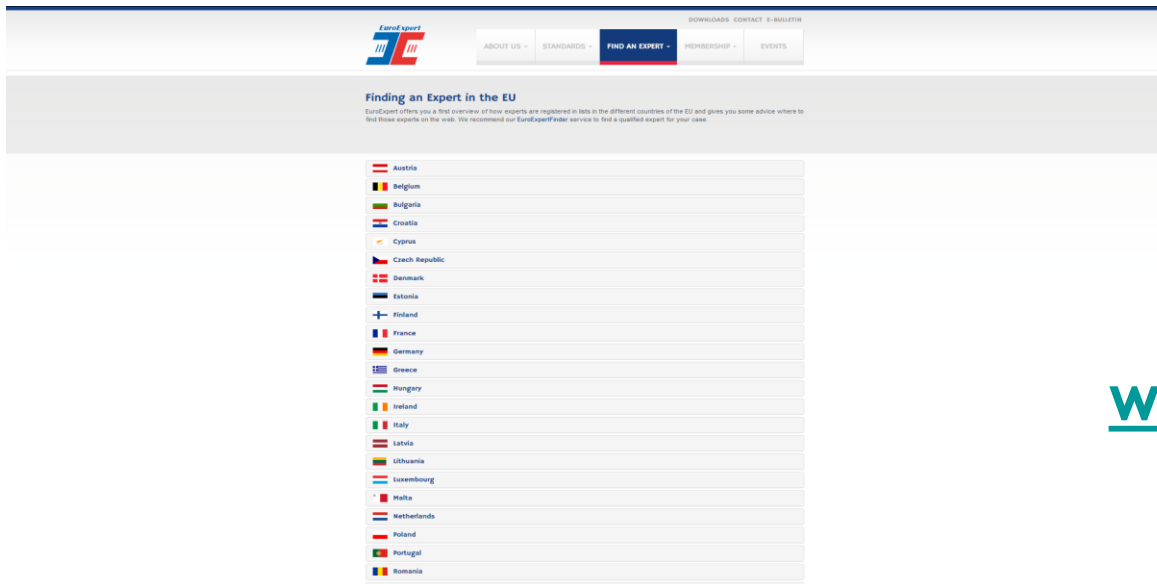 DOWNLOADS CONTACT E-BULLETIN
EuroExpert
ABOUT US STANDARDS FIND AN EXPERT MEMBERSHIP EVENTS
Finding an Expert in the EU
EuroExpert offers you a first overview of how experts are registered in lists in the different countries of the EU and gives you some advice where to
find those experts on the web. We recommend our EuroExpertFinder service to find a qualified expert for your case.
Austria
Belgium
Bulgaria
Croatia
Cyprus
Czech Republic
Denmark
Estonia
Finland
France
Germany
Greece
Hungary
Ireland
Italy
Latvia
Lithuania
Luxembourg
Malta
Netherlands
Poland
Portugal
Romania
w